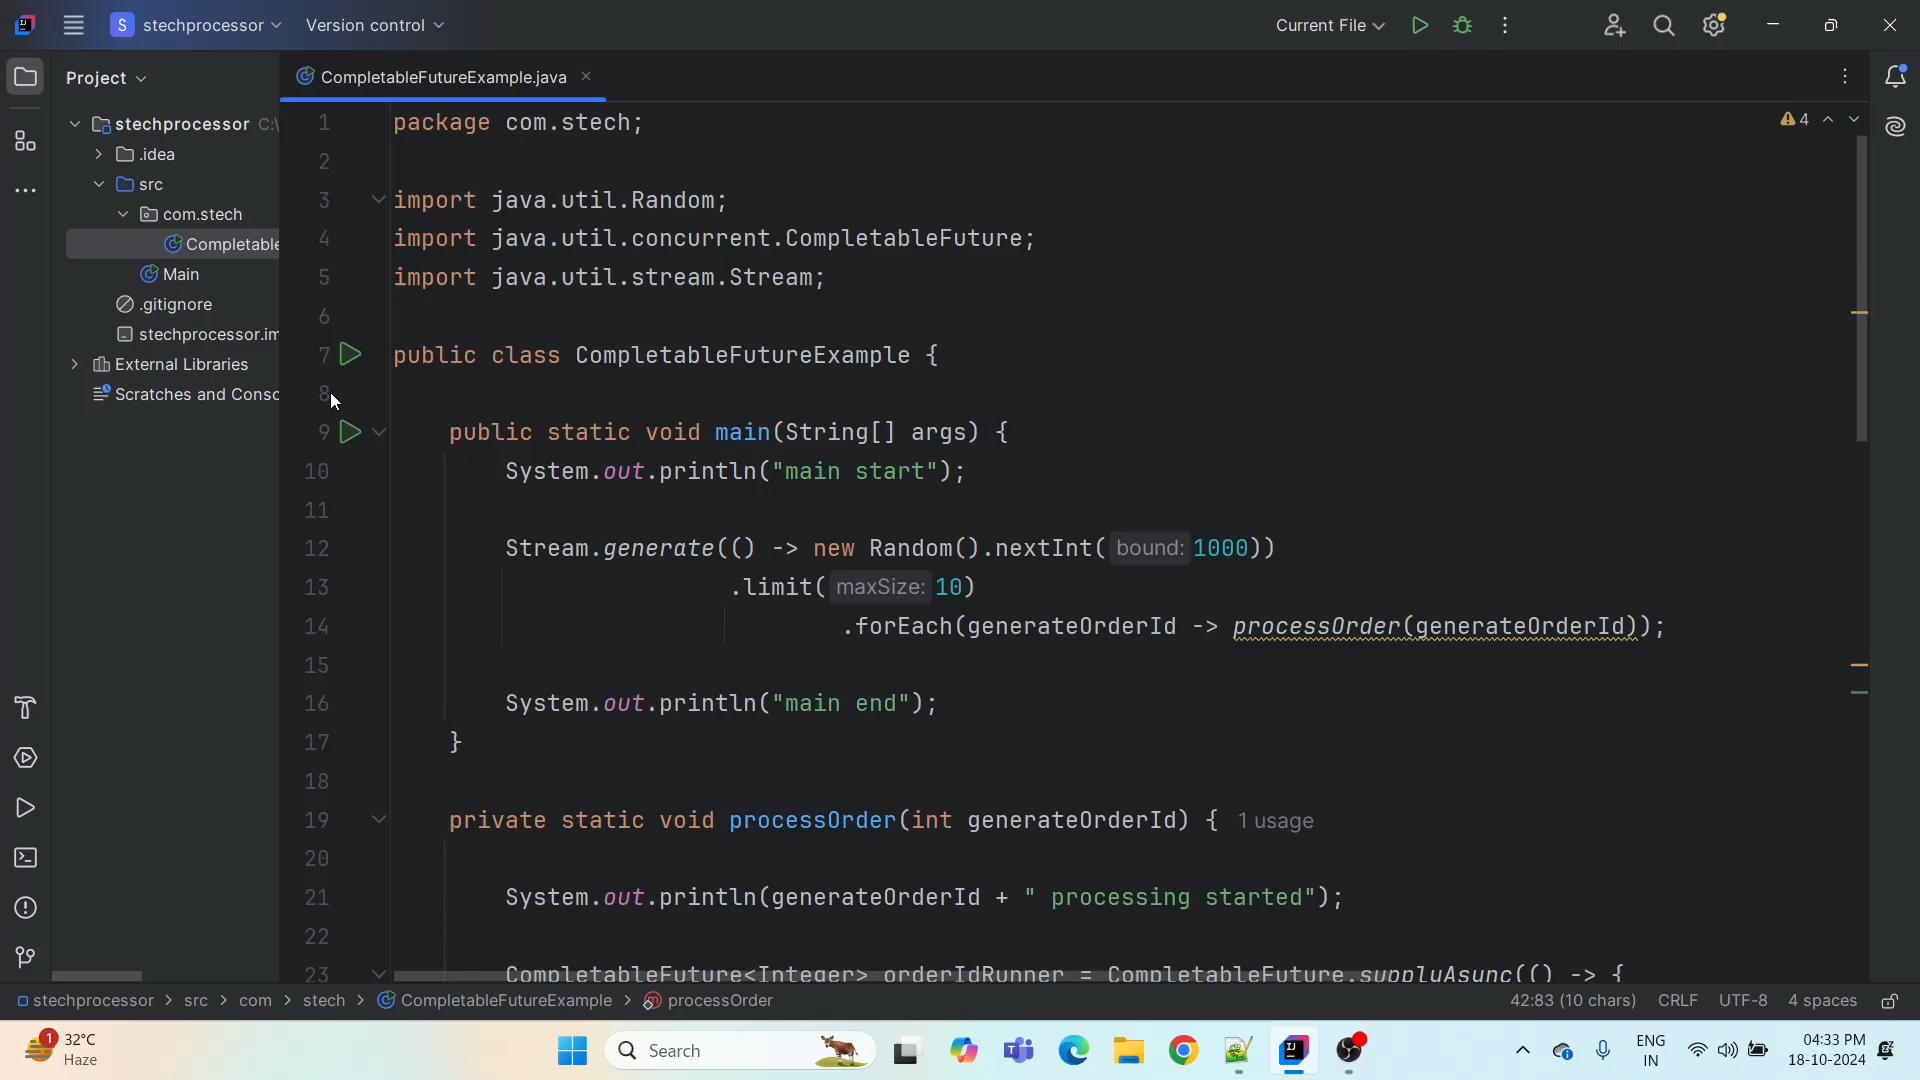 S stechprocessor Version control Current File
Project
CompletableFutureExample.java
stechprocessor C:\
.idea
src
com.stech
Completable
Main
.gitignore
stechprocessor.im
External Libraries
Scratches and Consc
4
1 package com.stech;
2
3 import java.util.Random;
4 import java.util.concurrent.CompletableFuture;
5 import java.util.stream.Stream;
6
7 public class CompletableFutureExample {
8
9 public static void main(String[] args) {
10 System.out.println("main start");
11
12 Stream.generate(() -> new Random().nextInt( bound: 1000))
13 .limit( maxSize: 10)
14 .forEach(generateOrderId -> processOrder(generateOrderId));
15
16 System.out.println("main end");
17 }
18
19 private static void processOrder(int generateOrderId) { 1 usage
20
21 System.out.println(generateOrderId + " processing started");
22
23 CompletableFuture<Integer> orderIdRunner = CompletableFuture.supplyAsync(() -> {
stechprocessor > src > com > stech > CompletableFutureExample > processOrder 42:83 (10 chars) CRLF UTF-8 4 spaces
1 32°C
Haze
Search
ENG
IN
04:33 PM
18-10-2024